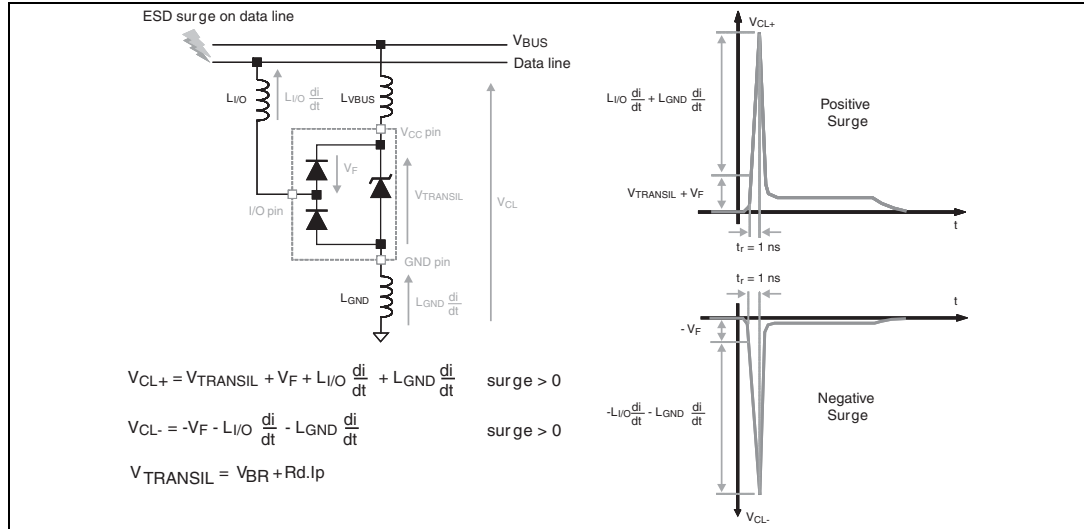 ESD surge on data line
VBUS
Data line
LI/O
LI/O di/dt
LVBUS
VCC pin
VF
VTRANSIL
VCL
I/O pin
GND pin
LGND
LGND di/dt
VCL+ = VTRANSIL + VF + LI/O di/dt + LGND di/dt surge > 0
VCL- = -VF - LI/O di/dt - LGND di/dt surge > 0
VTRANSIL = VBR + Rd.Ip
VCL+
LI/O di/dt + LGND di/dt
Positive
Surge
VTRANSIL + VF
t
tr = 1 ns
tr = 1 ns
t
- VF
-LI/O di/dt - LGND di/dt
Negative
Surge
VCL-